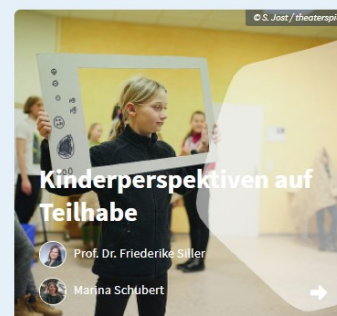 © S. Jost / theaterspi
Kinderperspektiven auf
Teilhabe
Prof. Dr. Friederike Siller
Marina Schubert